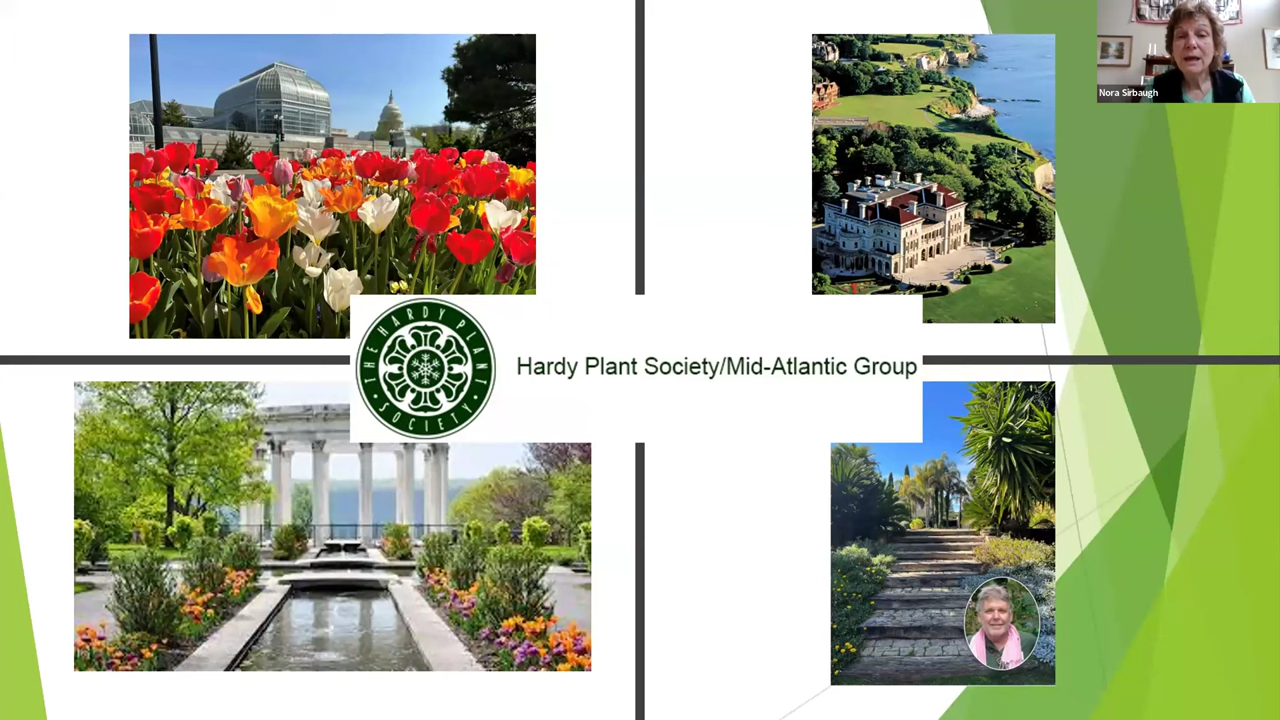 Nora Sirbaugh
THE HARDY PLANT
SOCIETY
Hardy Plant Society/Mid-Atlantic Group